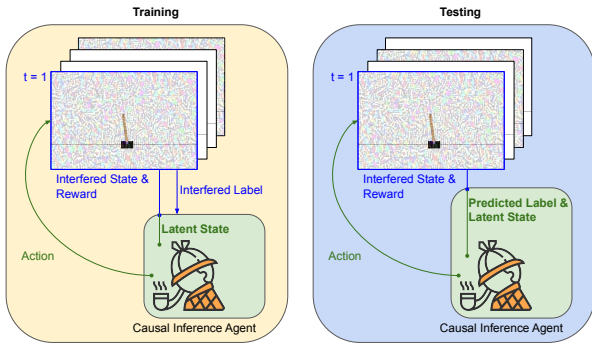 Training
t = 1
Interfered State &
Reward
Interfered Label
Latent State
Action
Causal Inference Agent
Testing
t = 1
Interfered State &
Reward
Predicted Label &
Latent State
Action
Causal Inference Agent